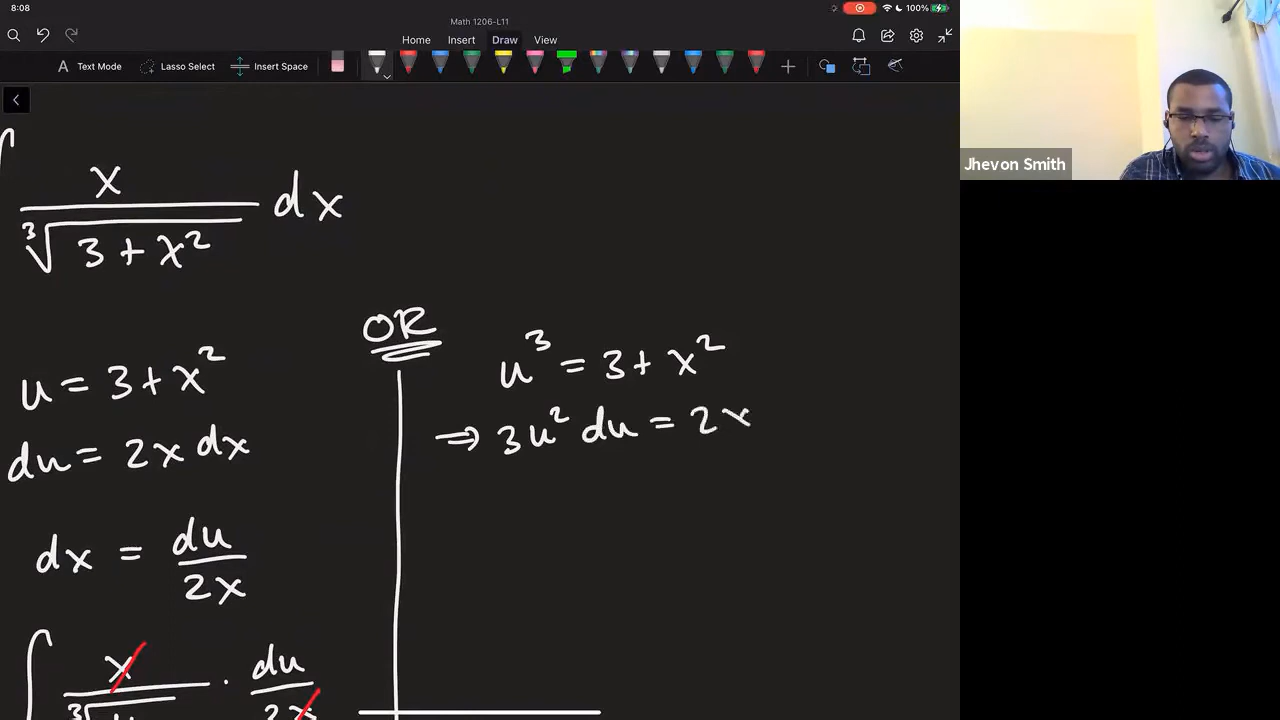 8:08
100%
Math 1206-L11
Home Insert Draw View
Text Mode Lasso Select Insert Space
Jhevon Smith
∫ x / ∛(3 + x²) dx
u = 3 + x²
du = 2x dx
dx = du / 2x
∫ x / ∛u · du / 2x
OR
u³ = 3 + x²
⇒ 3u² du = 2x